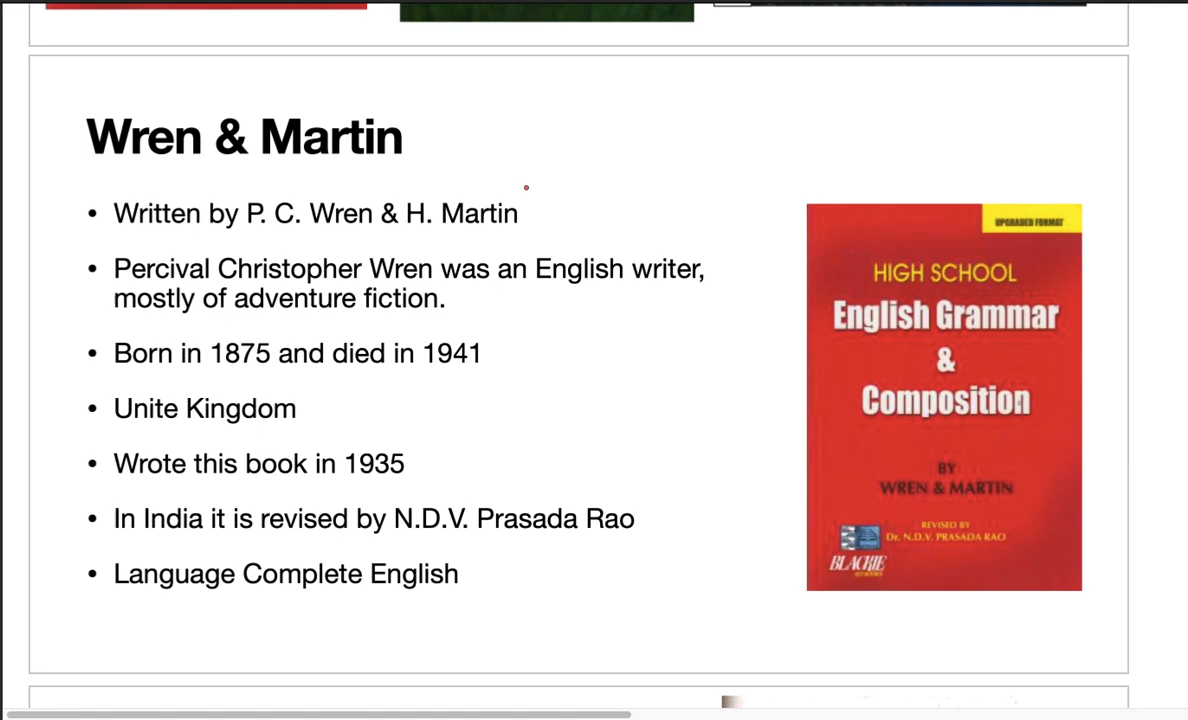 Wren & Martin
• Written by P. C. Wren & H. Martin
• Percival Christopher Wren was an English writer,
mostly of adventure fiction.
• Born in 1875 and died in 1941
• Unite Kingdom
• Wrote this book in 1935
• In India it is revised by N.D.V. Prasada Rao
• Language Complete English
UPGRADED FORMAT
HIGH SCHOOL
English Grammar
&
Composition
BY
WREN & MARTIN
REVISED BY
Dr. N.D.V. PRASADA RAO
BLACKIE